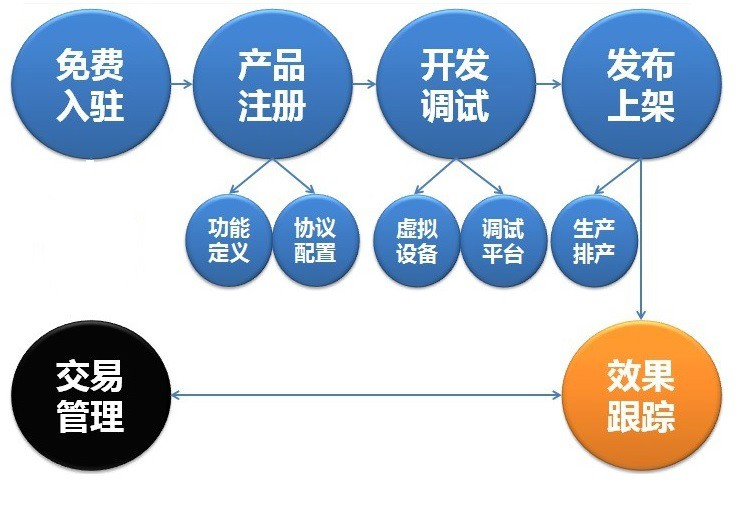 免费
入驻
产品
注册
开发
调试
发布
上架
功能
定义
协议
配置
虚拟
设备
调试
平台
生产
排产
交易
管理
效果
跟踪